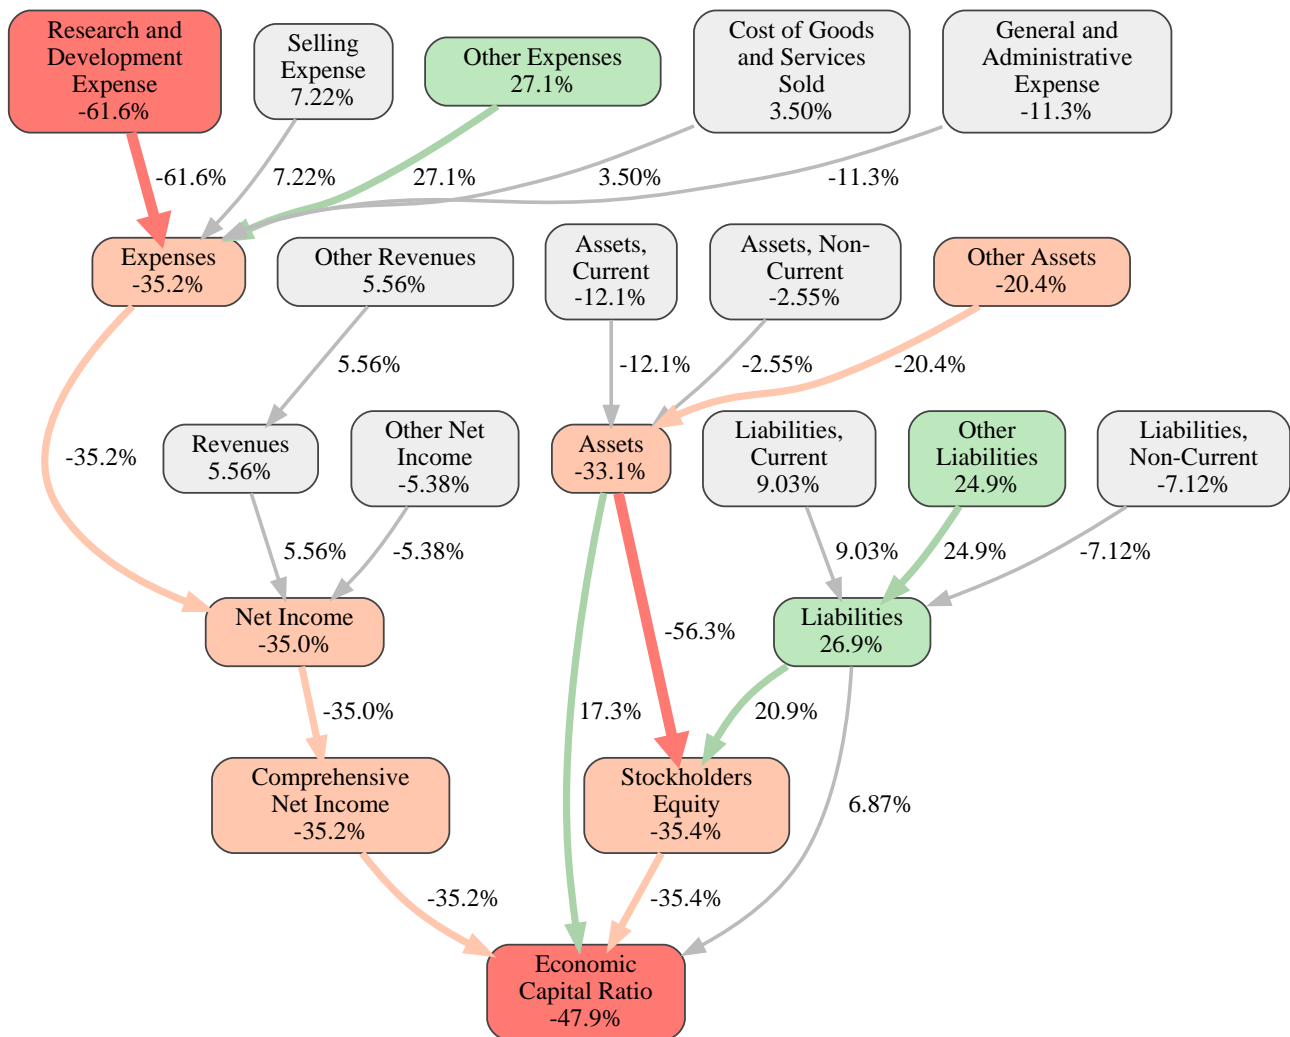 Research and
Development
Expense
-61.6%
Selling
Expense
7.22%
Other Expenses
27.1%
Cost of Goods
and Services
Sold
3.50%
General and
Administrative
Expense
-11.3%
-61.6%
7.22%
27.1%
3.50%
-11.3%
Expenses
-35.2%
Other Revenues
5.56%
Assets,
Current
-12.1%
Assets, Non-
Current
-2.55%
Other Assets
-20.4%
5.56%
-12.1%
-2.55%
-20.4%
-35.2%
Revenues
5.56%
Other Net
Income
-5.38%
Assets
-33.1%
Liabilities,
Current
9.03%
Other
Liabilities
24.9%
Liabilities,
Non-Current
-7.12%
5.56%
-5.38%
9.03%
24.9%
-7.12%
Net Income
-35.0%
-56.3%
Liabilities
26.9%
-35.0%
17.3%
20.9%
Comprehensive
Net Income
-35.2%
Stockholders
Equity
-35.4%
6.87%
-35.2%
-35.4%
Economic
Capital Ratio
-47.9%